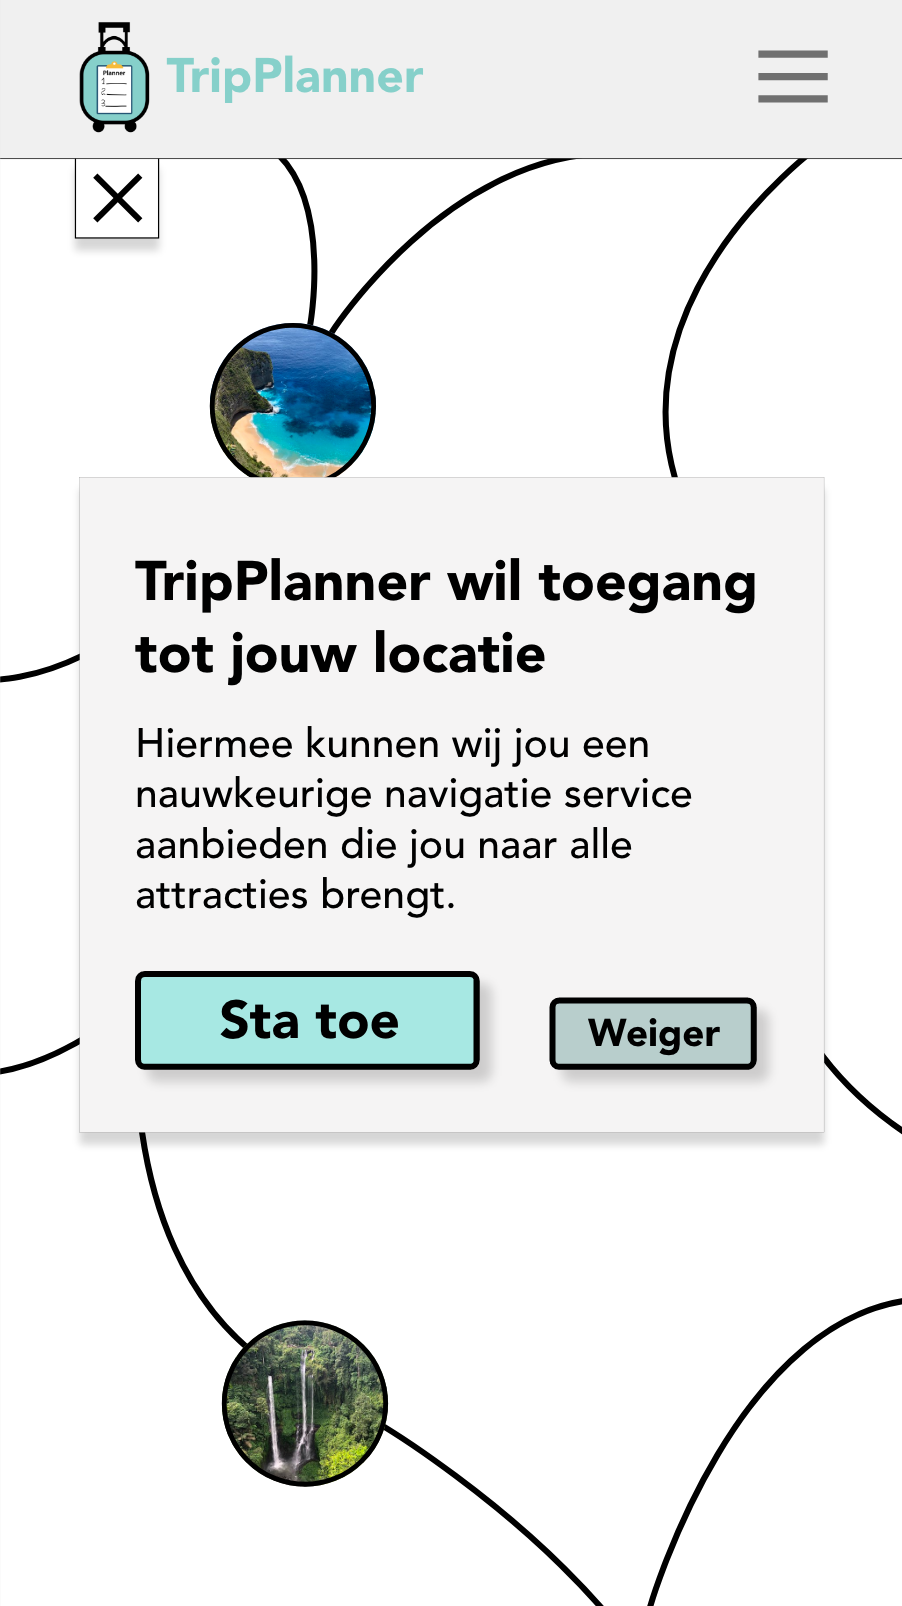 Planner
1
2
3
TripPlanner
TripPlanner wil toegang
tot jouw locatie
Hiermee kunnen wij jou een
nauwkeurige navigatie service
aanbieden die jou naar alle
attracties brengt.
Sta toe
Weiger